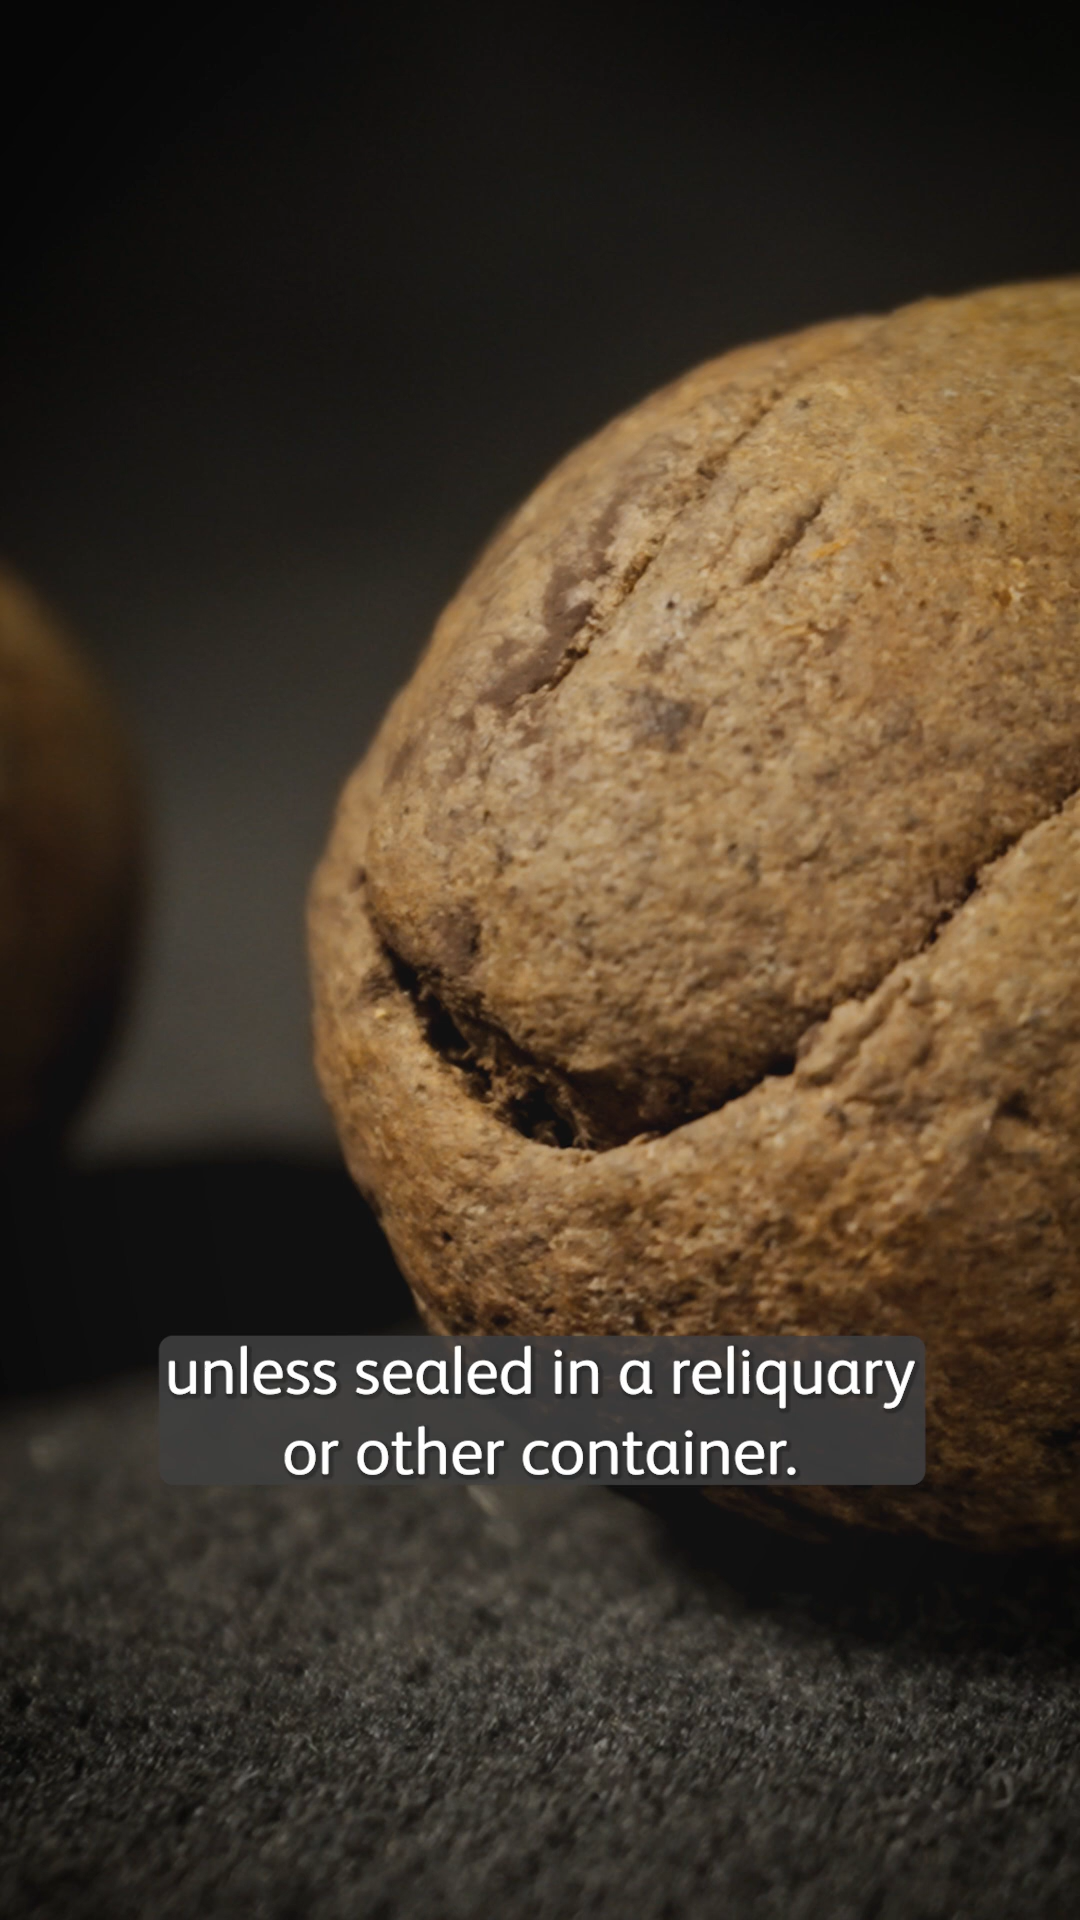 unless sealed in a reliquary
or other container.